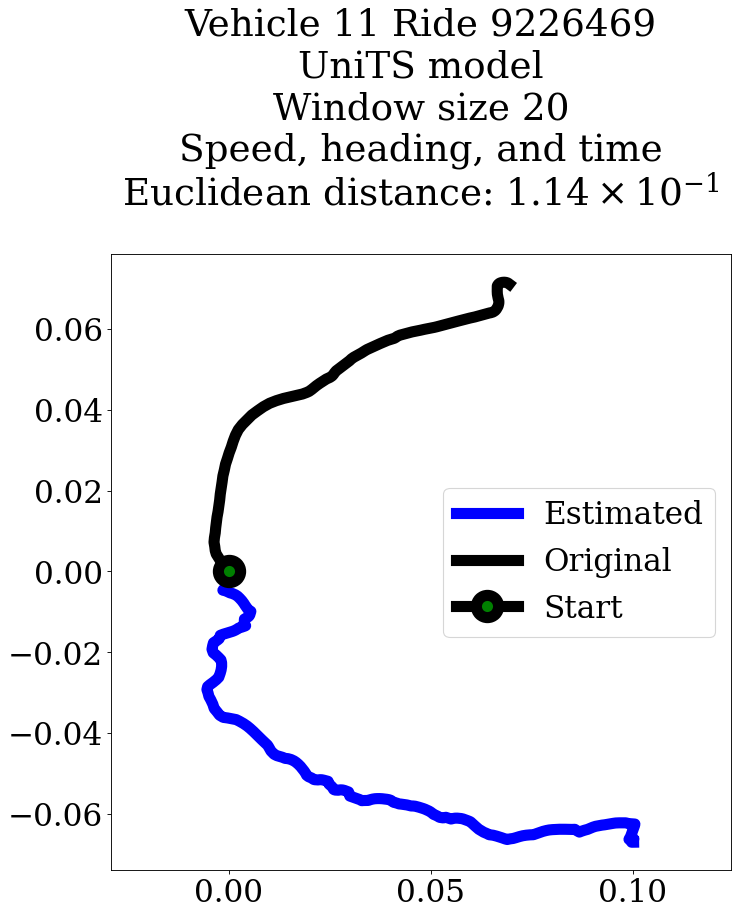 Vehicle 11 Ride 9226469
UniTS model
Window size 20
Speed, heading, and time
Euclidean distance: 1.14 × 10⁻¹
0.06
0.04
0.02
0.00
−0.02
−0.04
−0.06
Estimated
Original
Start
0.00 0.05 0.10